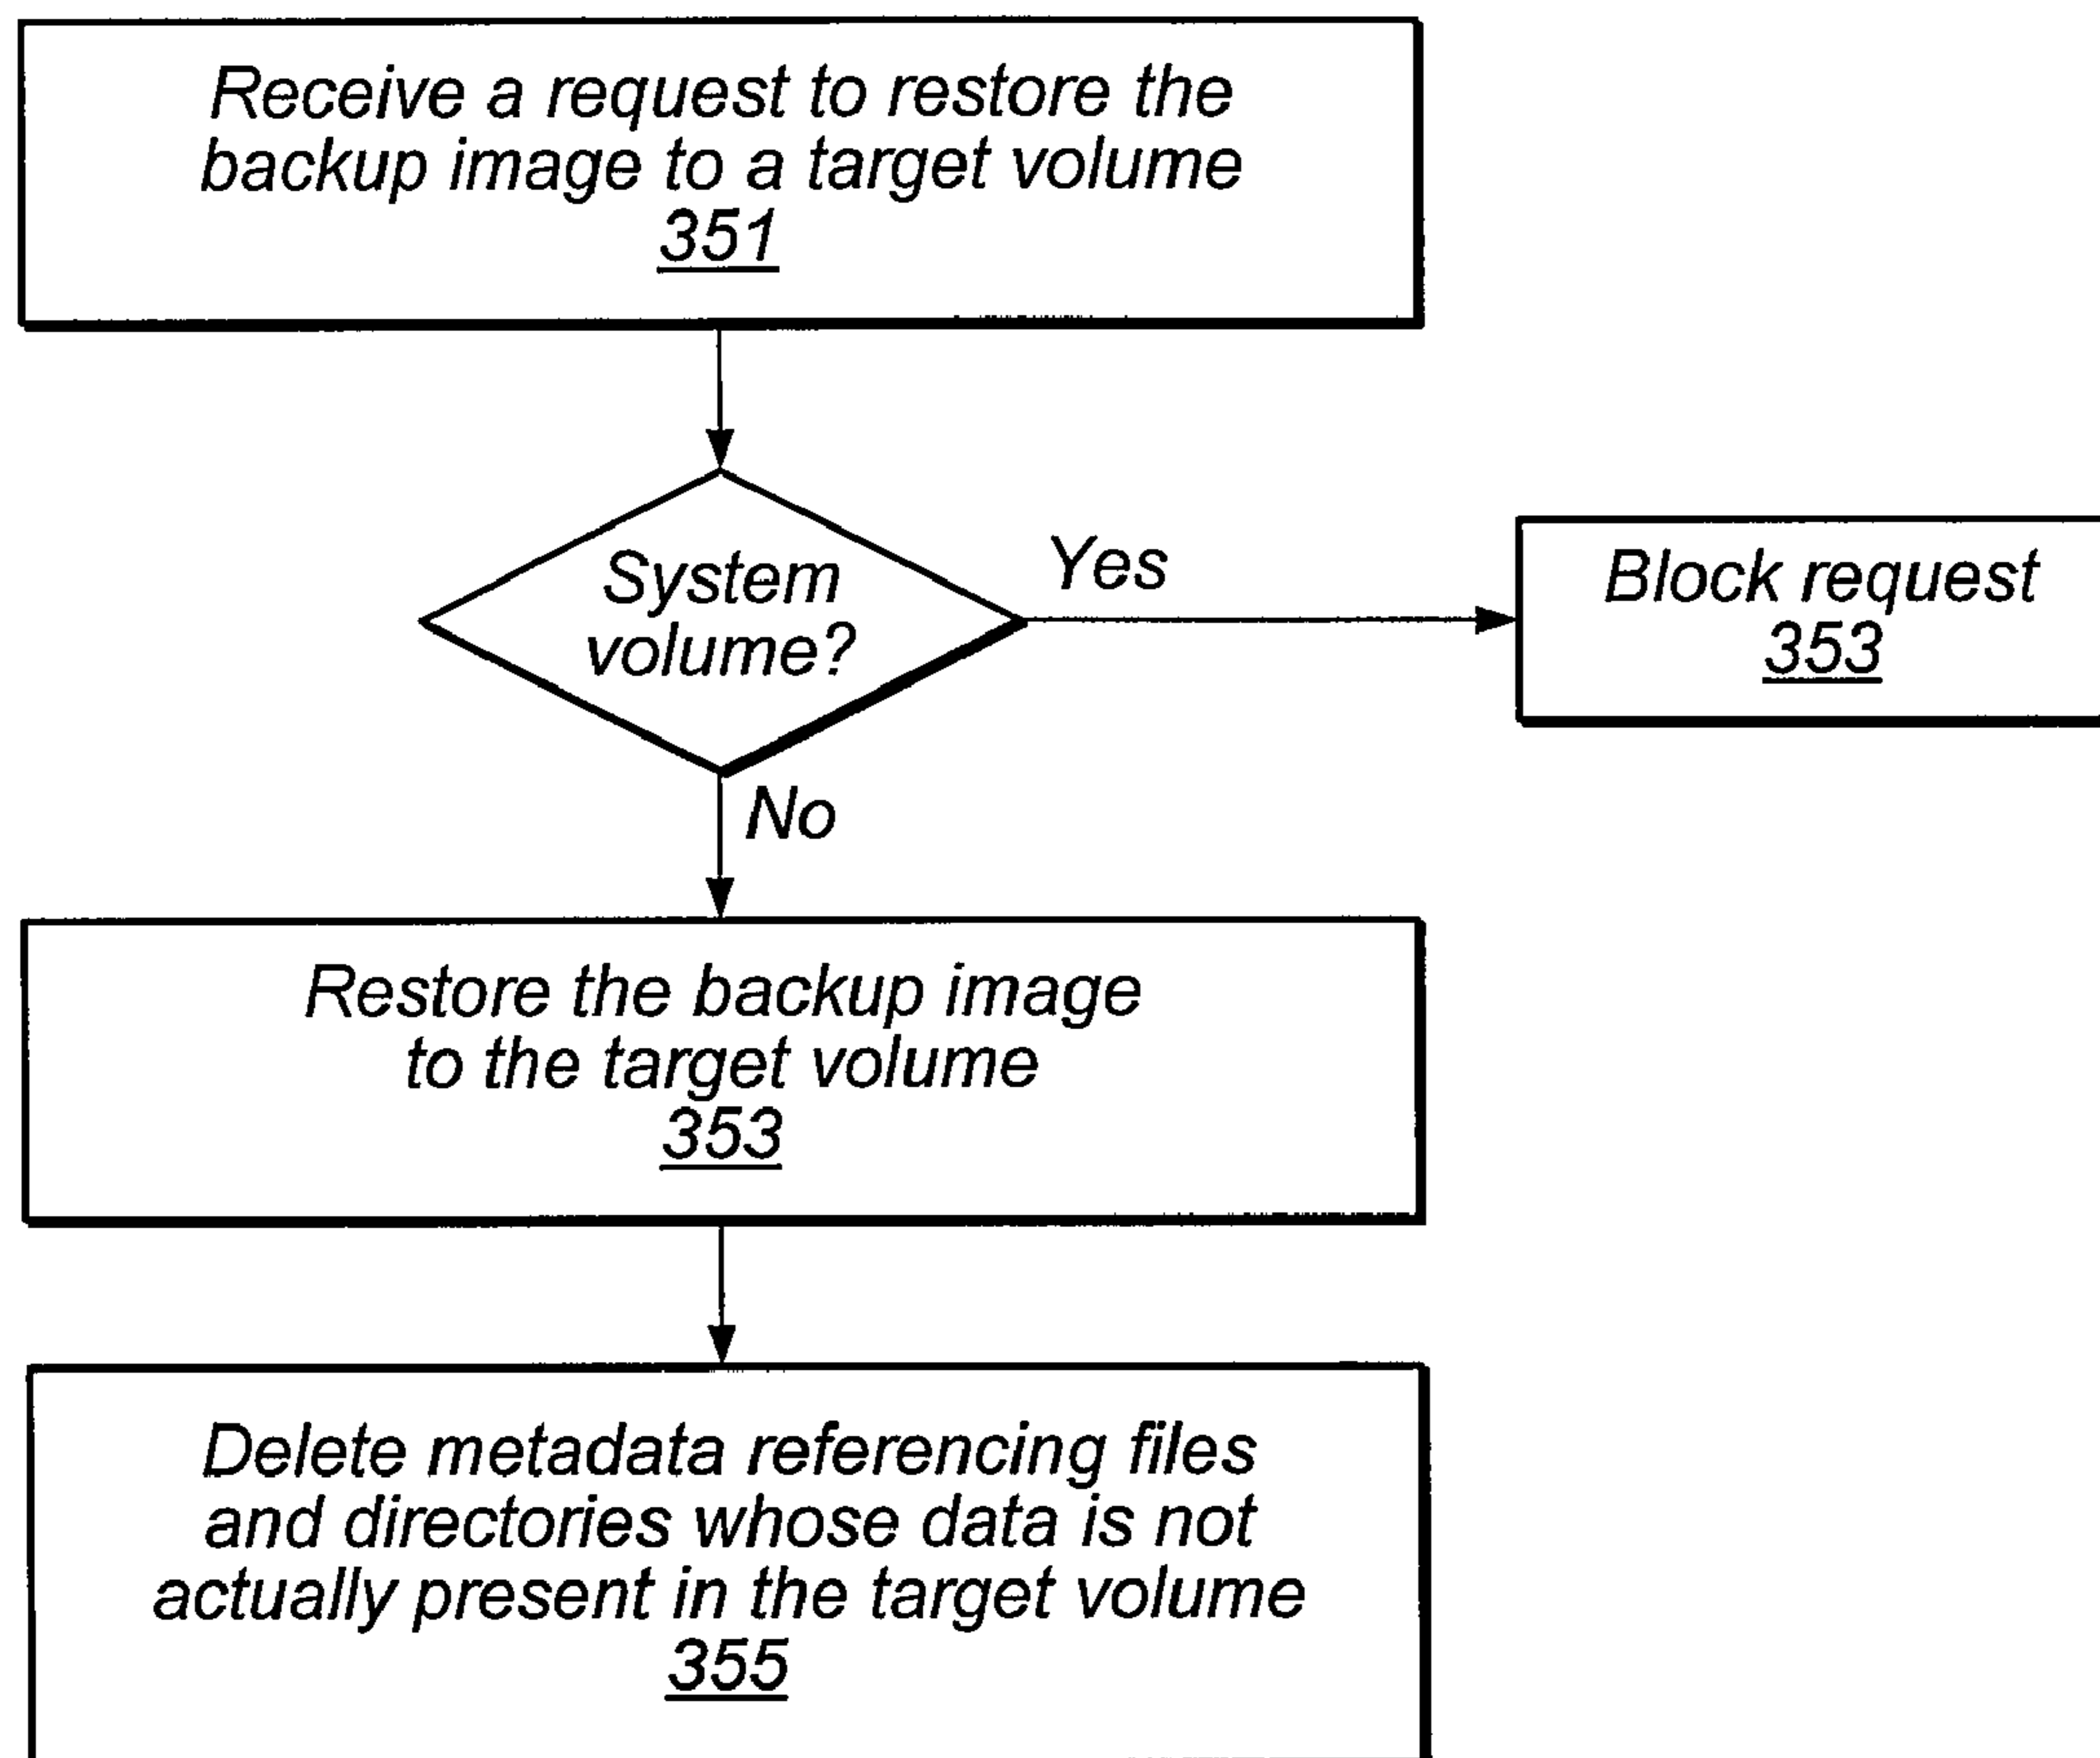 Receive a request to restore the
backup image to a target volume
351
System
volume?
Yes
Block request
353
No
Restore the backup image
to the target volume
353
Delete metadata referencing files
and directories whose data is not
actually present in the target volume
355